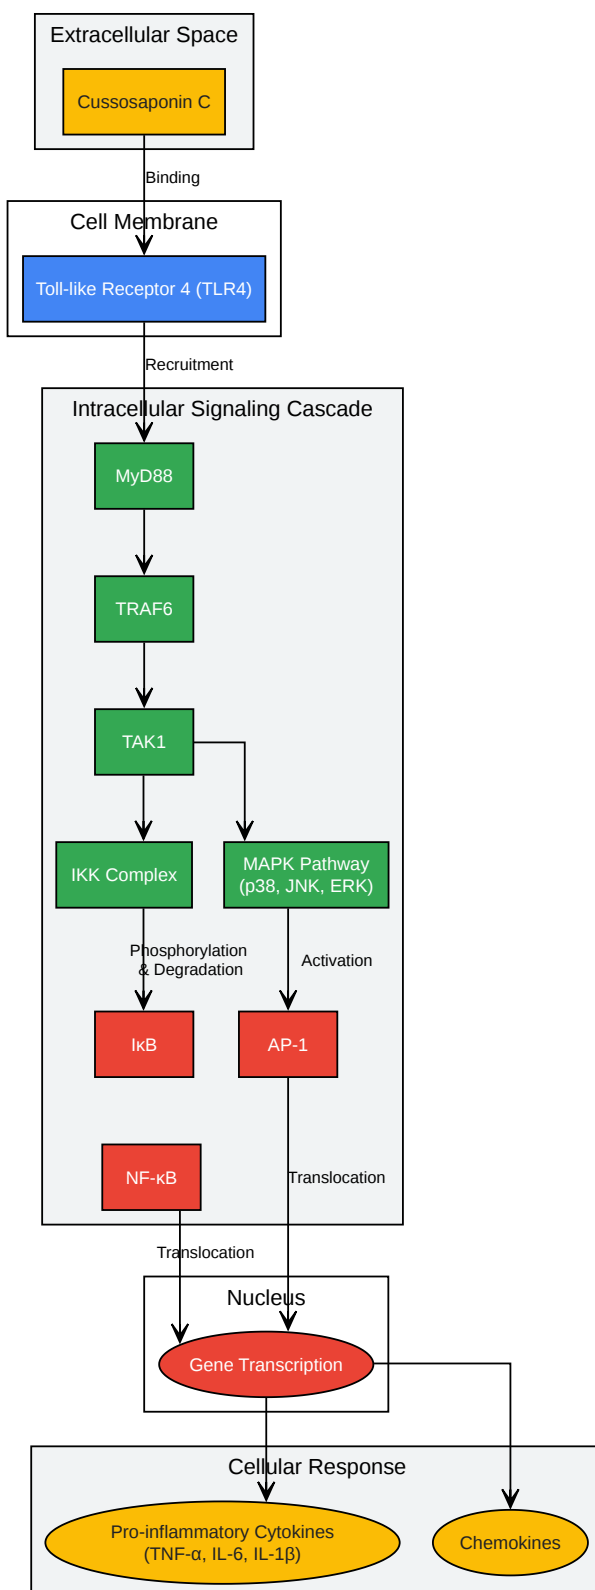 Extracellular Space
Cussosaponin C
Binding
Cell Membrane
Toll-like Receptor 4 (TLR4)
Recruitment
Intracellular Signaling Cascade
MyD88
TRAF6
TAK1
IKK Complex
MAPK Pathway
(p38, JNK, ERK)
Phosphorylation
& Degradation
Activation
IκB
AP-1
NF-κB
Translocation
Translocation
Nucleus
Gene Transcription
Cellular Response
Pro-inflammatory Cytokines
(TNF-α, IL-6, IL-1β)
Chemokines